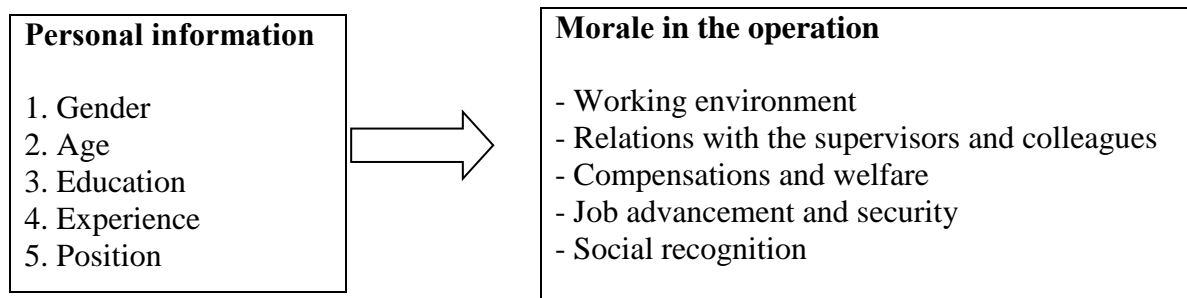 Personal information
1. Gender
2. Age
3. Education
4. Experience
5. Position
Morale in the operation
- Working environment
- Relations with the supervisors and colleagues
- Compensations and welfare
- Job advancement and security
- Social recognition